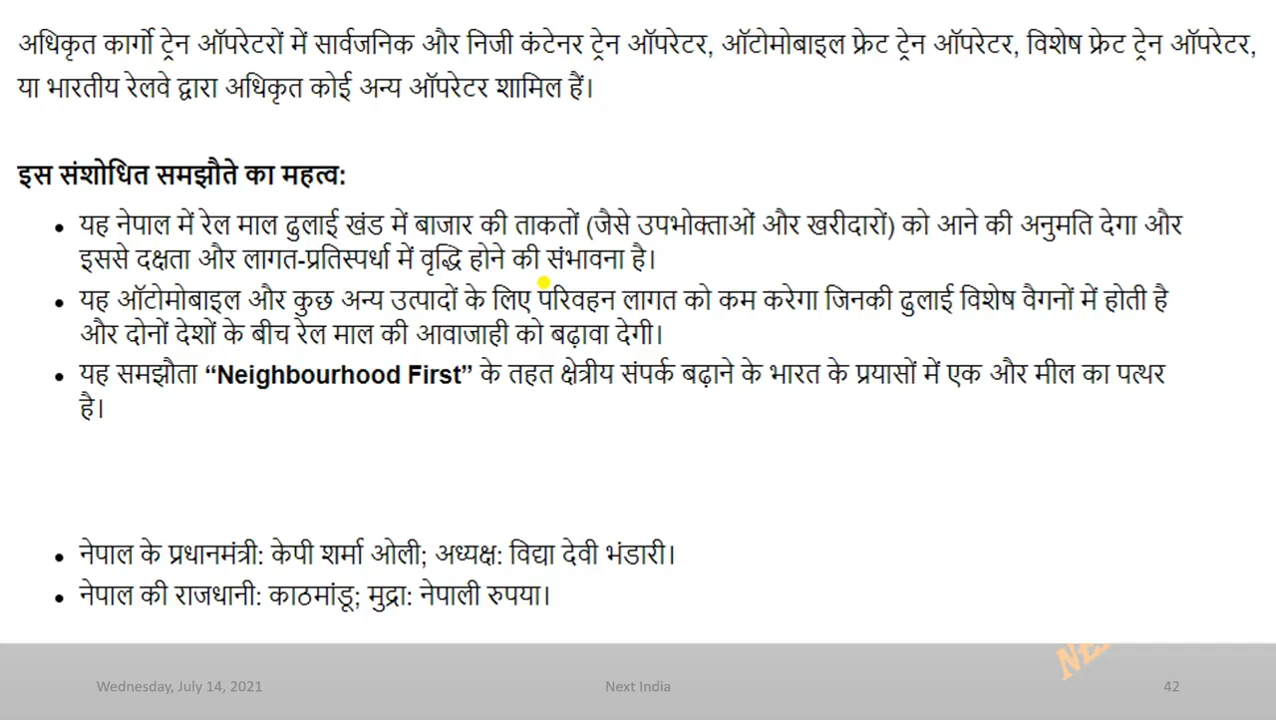 अधिकृत कार्गो ट्रेन ऑपरेटरों में सार्वजनिक और निजी कंटेनर ट्रेन ऑपरेटर, ऑटोमोबाइल फ्रेट ट्रेन ऑपरेटर, विशेष फ्रेट ट्रेन ऑपरेटर,
या भारतीय रेलवे द्वारा अधिकृत कोई अन्य ऑपरेटर शामिल हैं।
इस संशोधित समझौते का महत्व:
• यह नेपाल में रेल माल ढुलाई खंड में बाजार की ताकतों (जैसे उपभोक्ताओं और खरीदारों) को आने की अनुमति देगा और
इससे दक्षता और लागत-प्रतिस्पर्धा में वृद्धि होने की संभावना है।
• यह ऑटोमोबाइल और कुछ अन्य उत्पादों के लिए परिवहन लागत को कम करेगा जिनकी ढुलाई विशेष वैगनों में होती है
और दोनों देशों के बीच रेल माल की आवाजाही को बढ़ावा देगी।
• यह समझौता “Neighbourhood First” के तहत क्षेत्रीय संपर्क बढ़ाने के भारत के प्रयासों में एक और मील का पत्थर
है।
• नेपाल के प्रधानमंत्री: केपी शर्मा ओली; अध्यक्ष: विद्या देवी भंडारी।
• नेपाल की राजधानी: काठमांडू; मुद्रा: नेपाली रुपया।
Wednesday, July 14, 2021 Next India 42